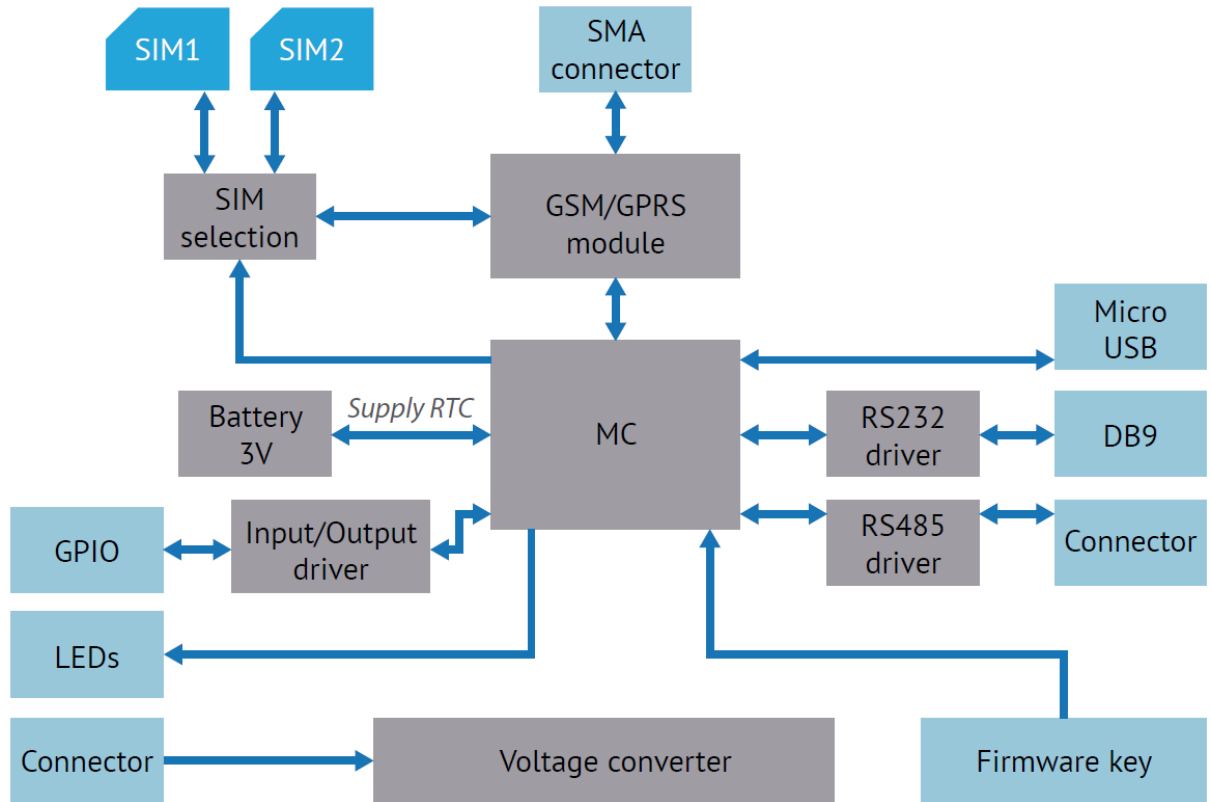 SIM1
SIM2
SMA
connector
SIM
selection
GSM/GPRS
module
Micro
USB
Battery
3V
Supply RTC
MC
RS232
driver
DB9
GPIO
Input/Output
driver
RS485
driver
Connector
LEDs
Connector
Voltage converter
Firmware key